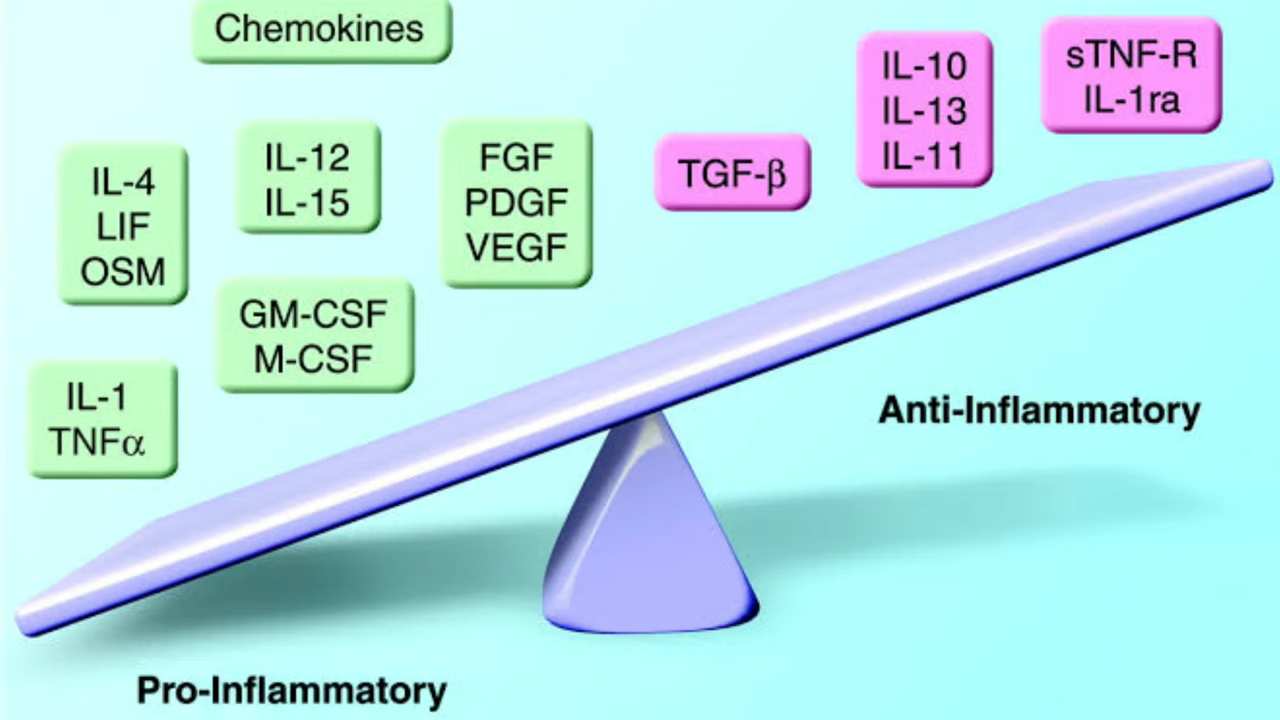 Chemokines
IL-4
LIF
OSM
IL-12
IL-15
FGF
PDGF
VEGF
GM-CSF
M-CSF
IL-1
TNFα
TGF-β
IL-10
IL-13
IL-11
sTNF-R
IL-1ra
Anti-Inflammatory
Pro-Inflammatory